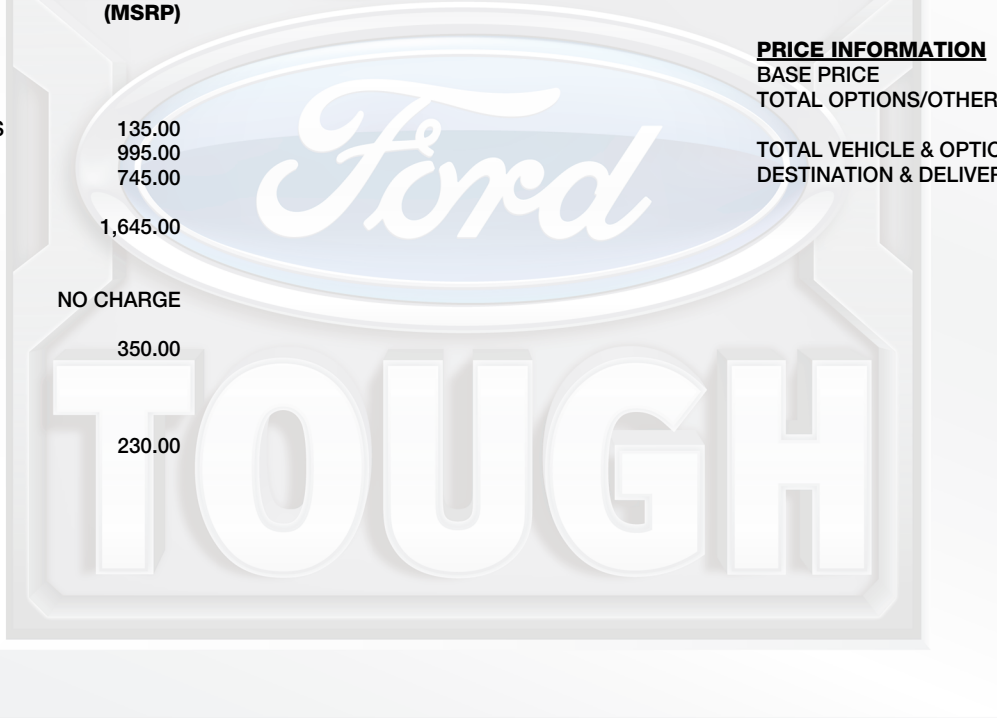 (MSRP)
S
135.00
995.00
745.00
1,645.00
NO CHARGE
350.00
230.00
PRICE INFORMATION
BASE PRICE
TOTAL OPTIONS/OTHER
TOTAL VEHICLE & OPTIO
DESTINATION & DELIVER
Ford
TOUGH